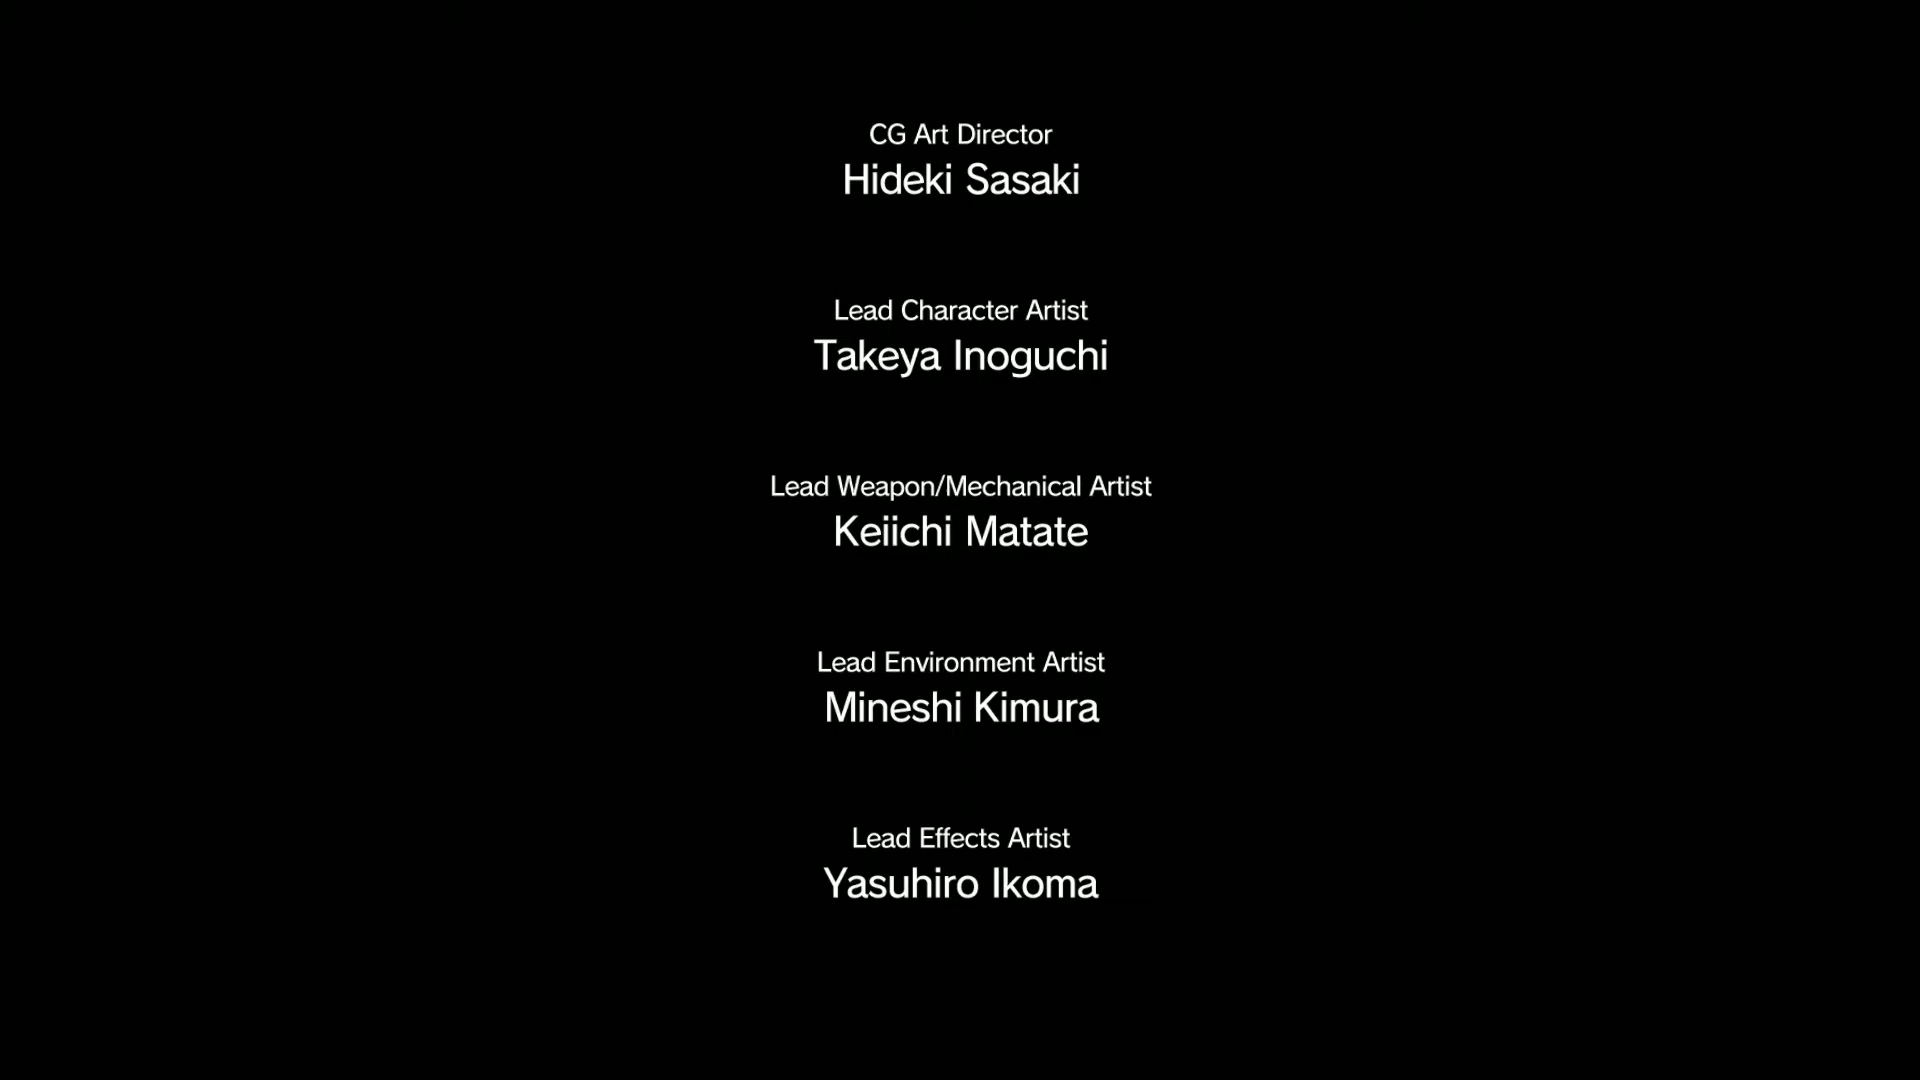 CG Art Director
Hideki Sasaki
Lead Character Artist
Takeya Inoguchi
Lead Weapon/Mechanical Artist
Keiichi Matate
Lead Environment Artist
Mineshi Kimura
Lead Effects Artist
Yasuhiro Ikoma